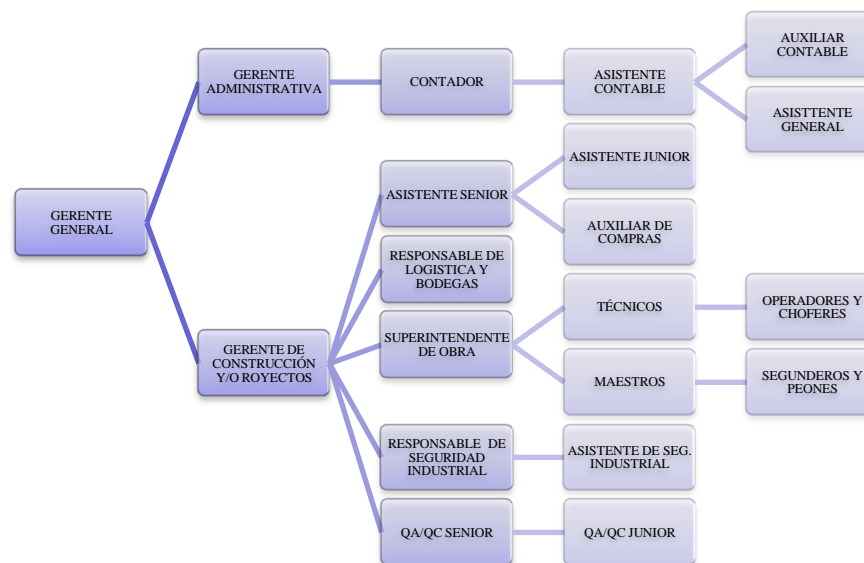 GERENTE
GENERAL
GERENTE
ADMINISTRATIVA
CONTADOR
ASISTENTE
CONTABLE
AUXILIAR
CONTABLE
ASISTTENTE
GENERAL
GERENTE DE
CONSTRUCCIÓN
Y/O ROYECTOS
ASISTENTE SENIOR
ASISTENTE JUNIOR
AUXILIAR DE
COMPRAS
RESPONSABLE DE
LOGISTICA Y
BODEGAS
SUPERINTENDENTE
DE OBRA
TÉCNICOS
OPERADORES Y
CHOFERES
MAESTROS
SEGUNDEROS Y
PEONES
RESPONSABLE DE
SEGURIDAD
INDUSTRIAL
ASISTENTE DE SEG.
INDUSTRIAL
QA/QC SENIOR
QA/QC JUNIOR